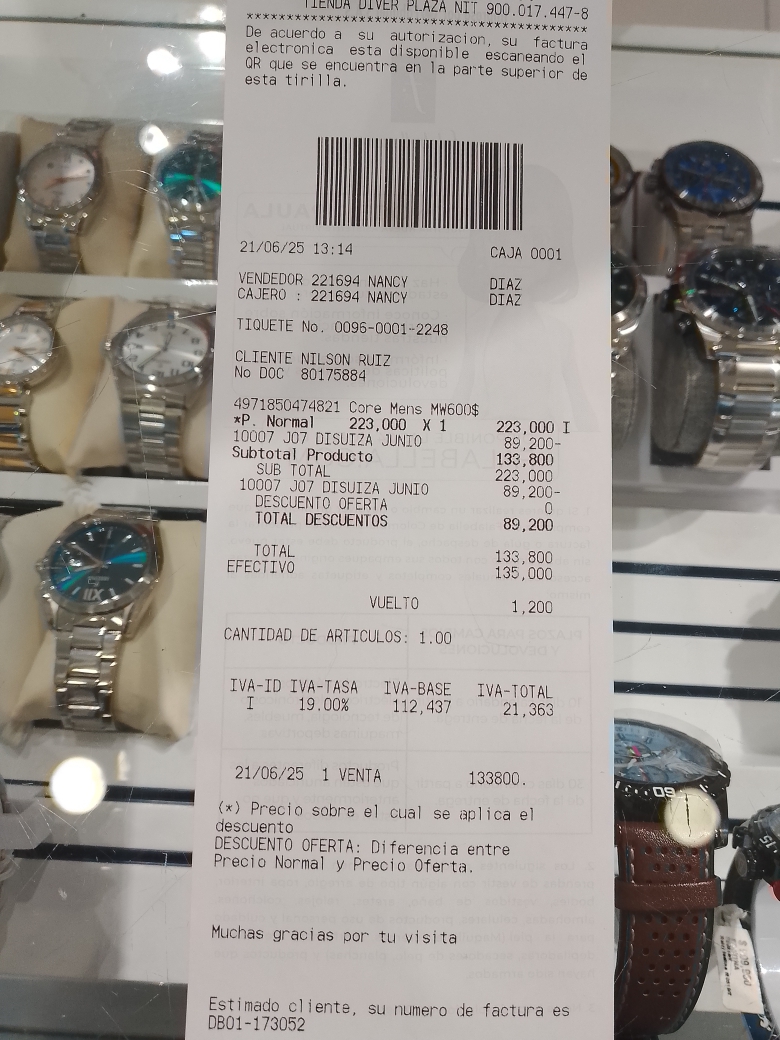 TIENDA DIVER PLAZA NIT 900.017.447-8
****************************************
De acuerdo a su autorizacion, su factura
electronica esta disponible escaneando el
QR que se encuentra en la parte superior de
esta tirilla.
21/06/25 13:14 CAJA 0001
VENDEDOR 221694 NANCY DIAZ
CAJERO : 221694 NANCY DIAZ
TIQUETE No. 0096-0001-2248
CLIENTE NILSON RUIZ
No DOC 80175884
4971850474821 Core Mens MW600$
*P. Normal 223,000 X 1 223,000 I
10007 J07 DISUIZA JUNIO 89,200-
Subtotal Producto 133,800
SUB TOTAL 223,000
10007 J07 DISUIZA JUNIO 89,200-
DESCUENTO OFERTA 0
TOTAL DESCUENTOS 89,200
TOTAL 133,800
EFECTIVO 135,000
VUELTO 1,200
CANTIDAD DE ARTICULOS: 1.00
IVA-ID IVA-TASA IVA-BASE IVA-TOTAL
I 19.00% 112,437 21,363
21/06/25 1 VENTA 133800.
(*) Precio sobre el cual se aplica el
descuento
DESCUENTO OFERTA: Diferencia entre
Precio Normal y Precio Oferta.
Muchas gracias por tu visita
Estimado cliente, su numero de factura es
DB01-173052